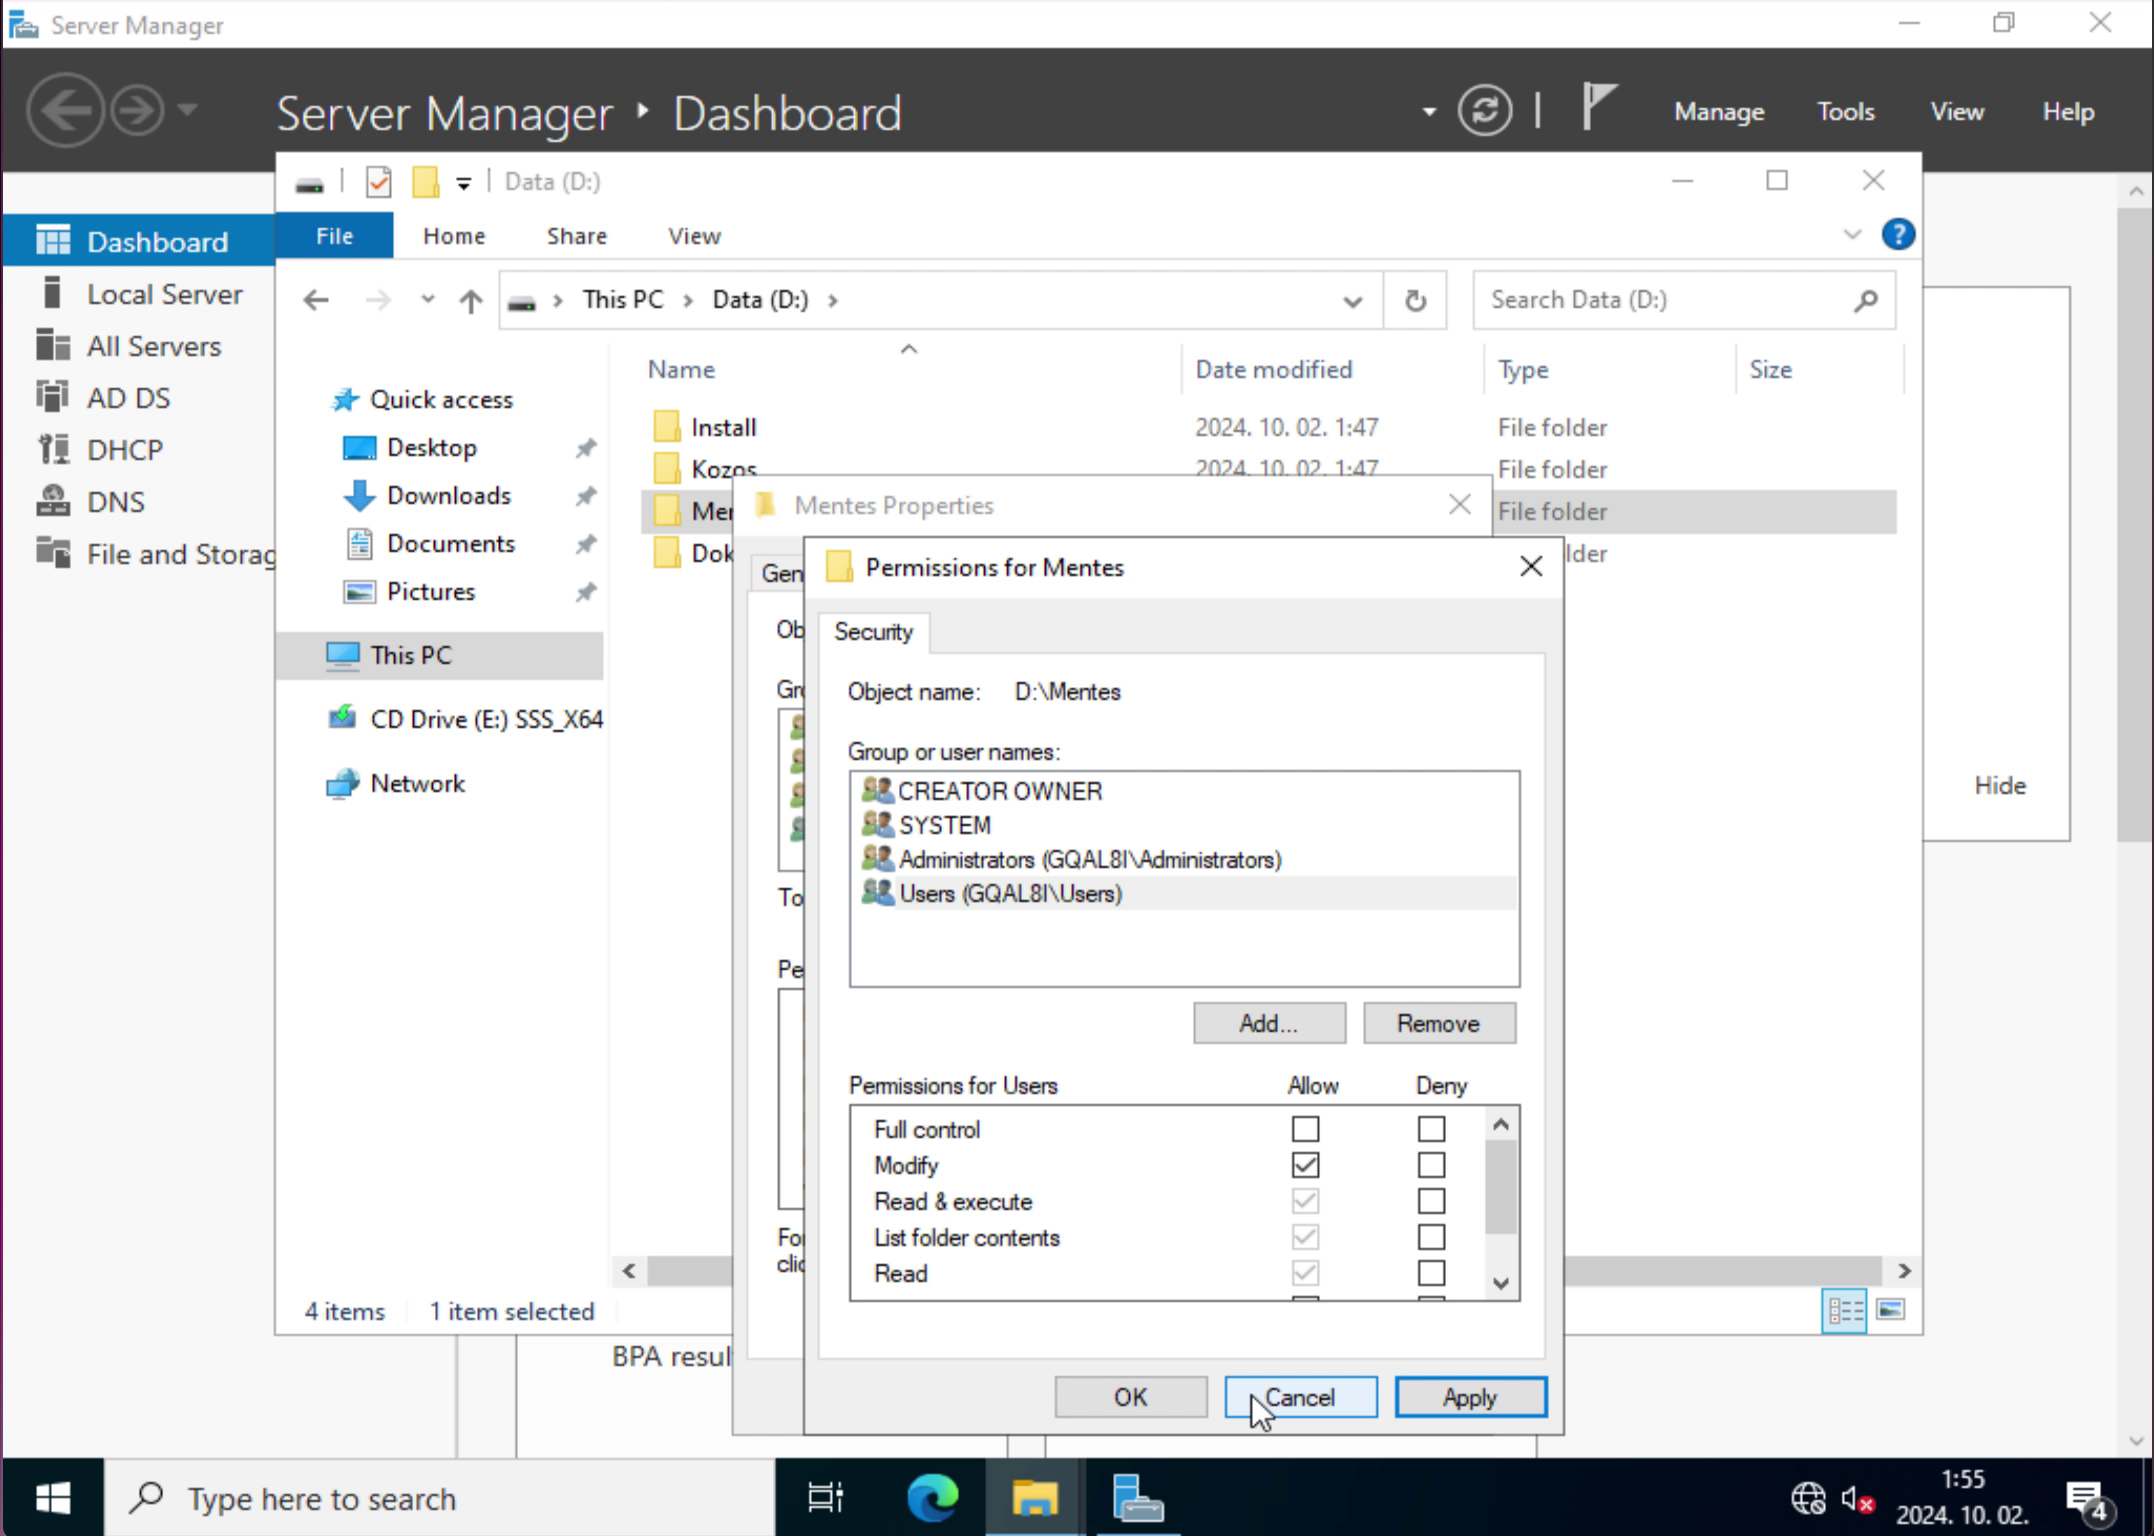 Server Manager
Server Manager ‣ Dashboard
Manage
Tools
View
Help
Dashboard
Local Server
All Servers
AD DS
DHCP
DNS
File and Storag
Data (D:)
File
Home
Share
View
This PC › Data (D:) ›
Search Data (D:)
Name
Date modified
Type
Size
Quick access
Desktop
Downloads
Documents
Pictures
This PC
CD Drive (E:) SSS_X64
Network
Install 2024. 10. 02. 1:47 File folder
Kozos 2024. 10. 02. 1:47 File folder
Men File folder
Dok lder
4 items
1 item selected
Mentes Properties
Gen
Ob
Gro
To
Pe
For
clic
Permissions for Mentes
Security
Object name: D:\Mentes
Group or user names:
CREATOR OWNER
SYSTEM
Administrators (GQAL8I\Administrators)
Users (GQAL8I\Users)
Add...
Remove
Permissions for Users Allow Deny
Full control
Modify
Read & execute
List folder contents
Read
OK
Cancel
Apply
Hide
BPA resul
Type here to search
1:55
2024. 10. 02.
4